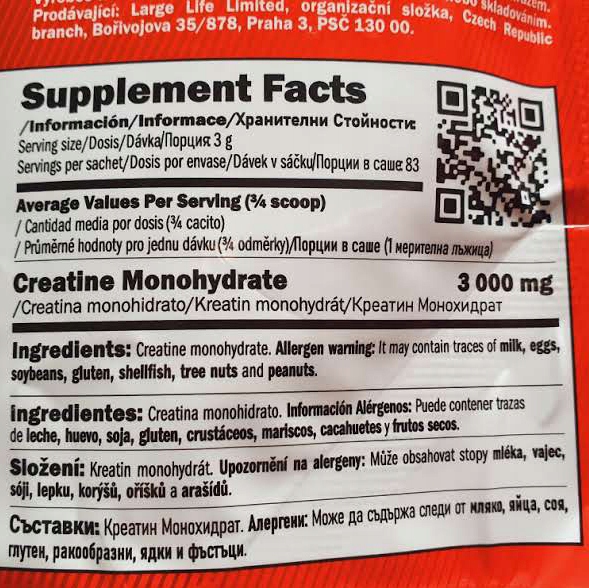 Prodávající: Large Life Limited, organizační složka, Czech Republic
branch, Bořivojova 35/878, Praha 3, PSČ 130 00.
skladováním.
Supplement Facts
/Información/Informace/Хранителни Стойности:
Serving size/Dosis/Dávka/Порция: 3 g
Servings per sachet/Dosis por envase/Dávek v sáčku/Порции в саше: 83
Average Values Per Serving (¾ scoop)
/ Cantidad media por dosis (¾ cacito)
/ Průměrné hodnoty pro jednu dávku (¾ odměrky)/Порции в саше (1 мерителна лъжица)
Creatine Monohydrate 3 000 mg
/Creatina monohidrato/Kreatin monohydrát/Креатин Монохидрат
Ingredients: Creatine monohydrate. Allergen warning: It may contain traces of milk, eggs,
soybeans, gluten, shellfish, tree nuts and peanuts.
Ingredientes: Creatina monohidrato. Información Alérgenos: Puede contener trazas
de leche, huevo, soja, gluten, crustáceos, mariscos, cacahuetes y frutos secos.
Složení: Kreatin monohydrát. Upozornění na alergeny: Může obsahovat stopy mléka, vajec,
sóji, lepku, korýšů, oříšků a arašídů.
Съставки: Креатин Монохидрат. Алергени: Може да съдържа следи от мляко, яйца, соя,
глутен, ракообразни, ядки и фъстъци.